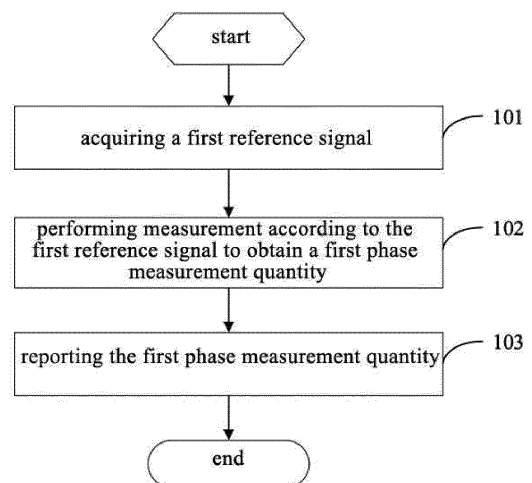 start
acquiring a first reference signal
101
performing measurement according to the
first reference signal to obtain a first phase
measurement quantity
102
reporting the first phase measurement quantity
103
end